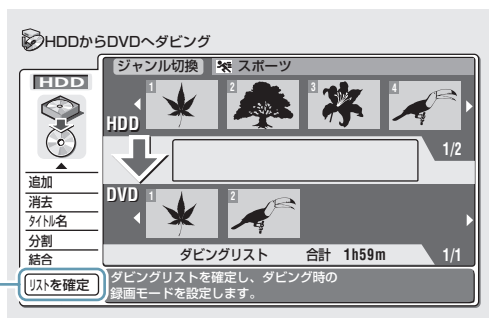 HDDからDVDへダビング
ジャンル切換 スポーツ
HDD
1 2 3 4
HDD
1/2
追加
消去
タイトル名
分割
結合
リストを確定
DVD 1 2
ダビングリスト 合計 1h59m 1/1
ダビングリストを確定し、ダビング時の
録画モードを設定します。